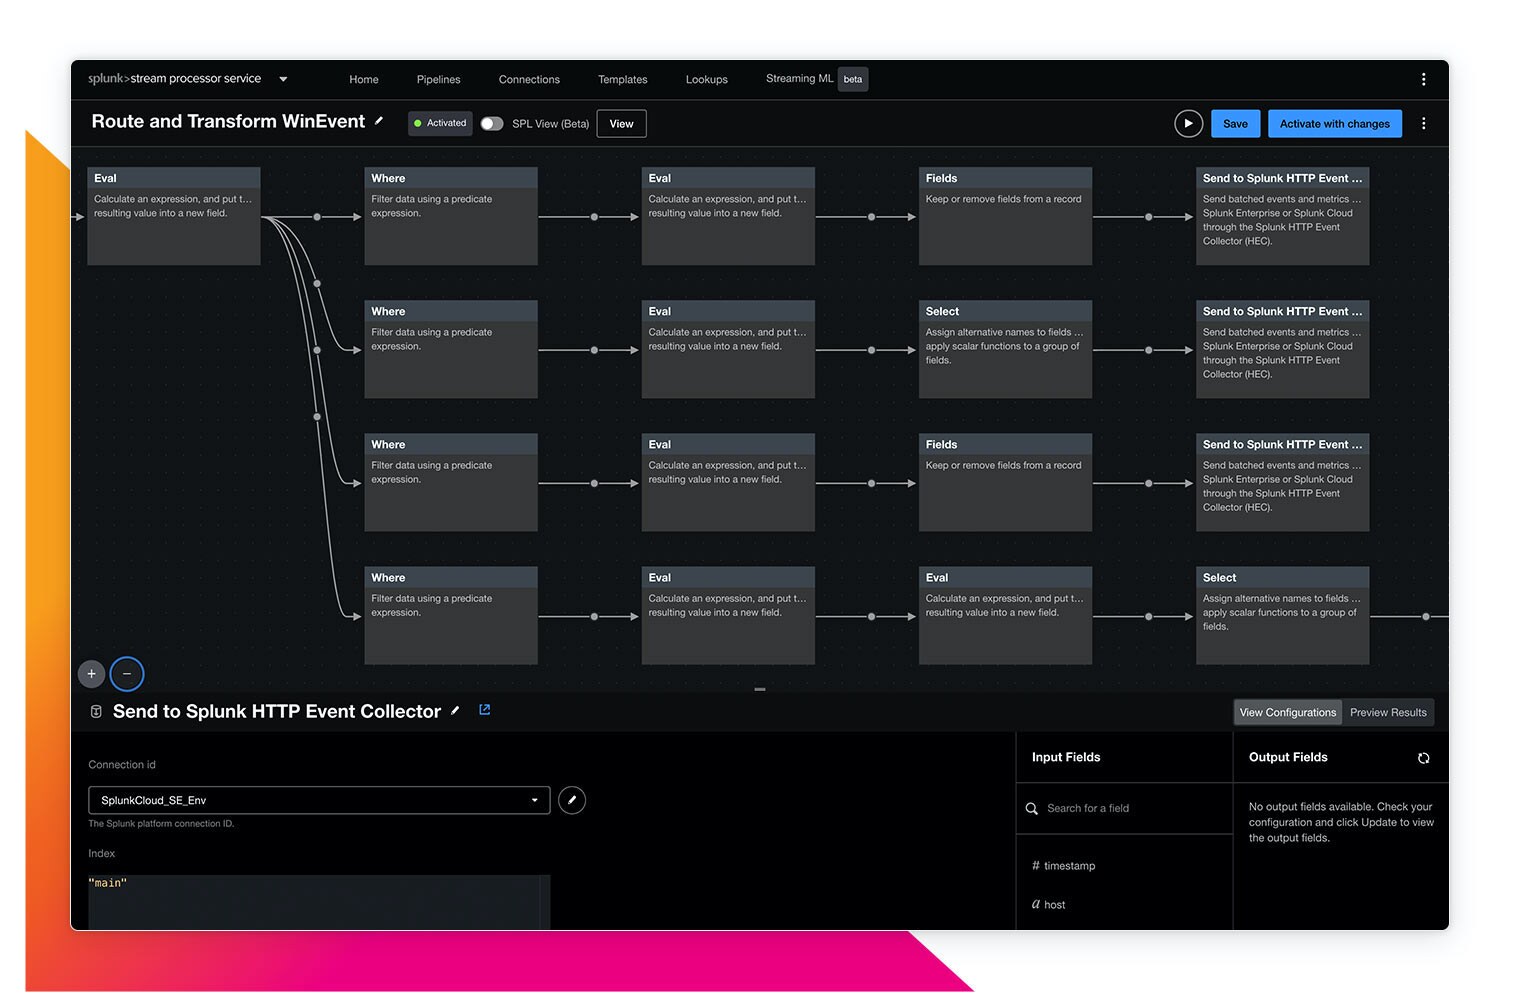 splunk>stream processor service
Home
Pipelines
Connections
Templates
Lookups
Streaming ML beta
Route and Transform WinEvent
Activated
SPL View (Beta)
View
Save
Activate with changes
Eval
Calculate an expression, and put t...
resulting value into a new field.
Where
Filter data using a predicate
expression.
Eval
Calculate an expression, and put t...
resulting value into a new field.
Fields
Keep or remove fields from a record
Send to Splunk HTTP Event ...
Send batched events and metrics ...
Splunk Enterprise or Splunk Cloud
through the Splunk HTTP Event
Collector (HEC).
Where
Filter data using a predicate
expression.
Eval
Calculate an expression, and put t...
resulting value into a new field.
Select
Assign alternative names to fields ...
apply scalar functions to a group of
fields.
Send to Splunk HTTP Event ...
Send batched events and metrics ...
Splunk Enterprise or Splunk Cloud
through the Splunk HTTP Event
Collector (HEC).
Where
Filter data using a predicate
expression.
Eval
Calculate an expression, and put t...
resulting value into a new field.
Fields
Keep or remove fields from a record
Send to Splunk HTTP Event ...
Send batched events and metrics ...
Splunk Enterprise or Splunk Cloud
through the Splunk HTTP Event
Collector (HEC).
Where
Filter data using a predicate
expression.
Eval
Calculate an expression, and put t...
resulting value into a new field.
Eval
Calculate an expression, and put t...
resulting value into a new field.
Select
Assign alternative names to fields ...
apply scalar functions to a group of
fields.
Send to Splunk HTTP Event Collector
View Configurations
Preview Results
Connection id
SplunkCloud_SE_Env
The Splunk platform connection ID.
Index
"main"
Input Fields
Search for a field
# timestamp
a host
Output Fields
No output fields available. Check your
configuration and click Update to view
the output fields.